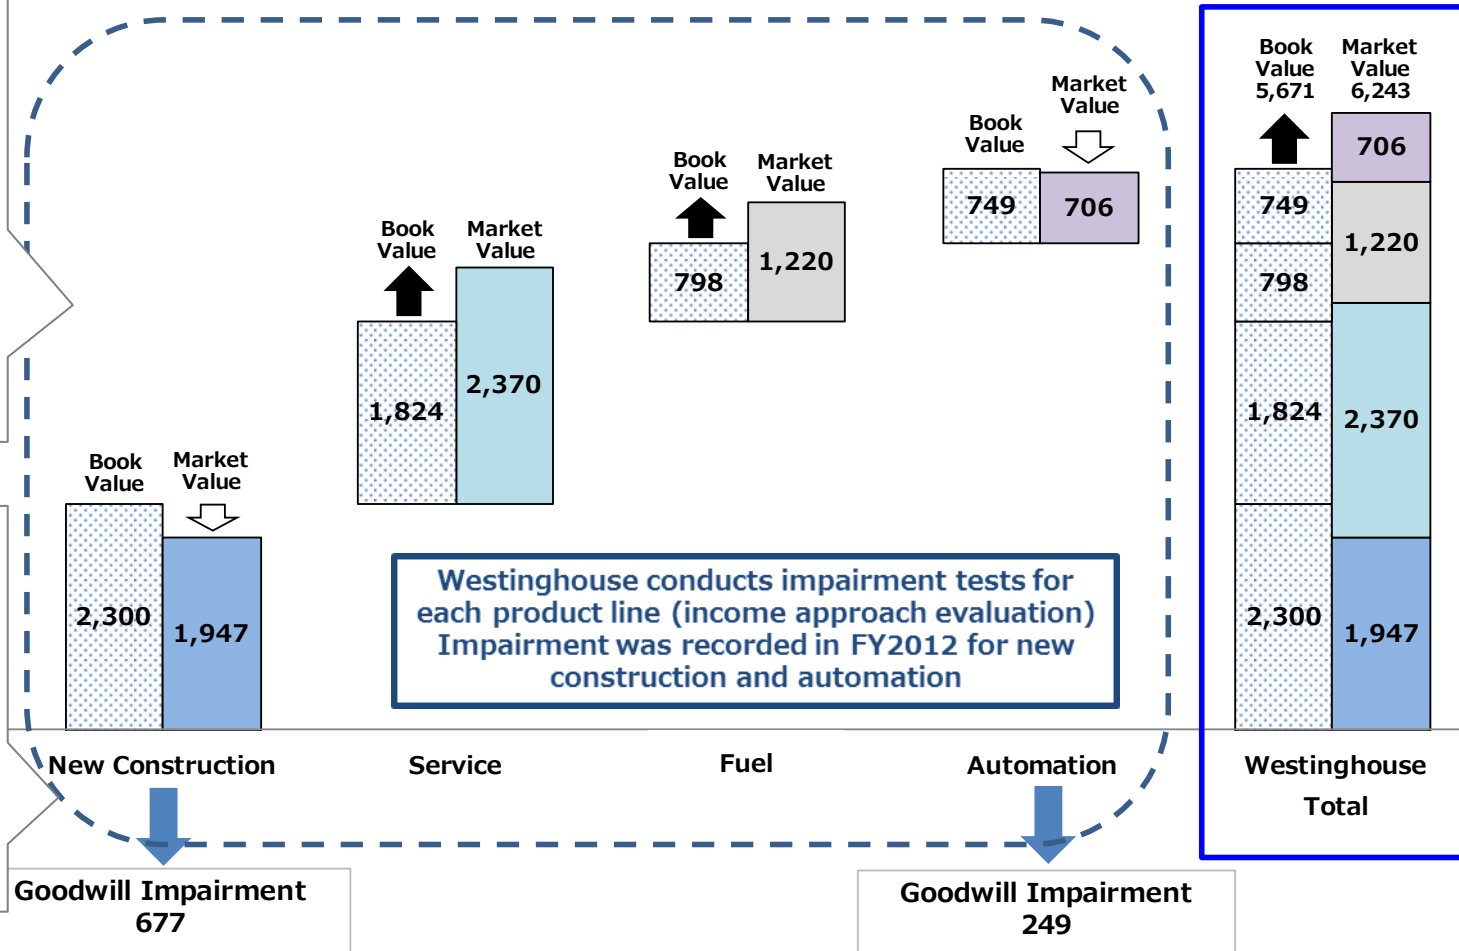 Book
Value
Market
Value
2,300
1,947
New Construction
Goodwill Impairment
677
Book
Value
Market
Value
1,824
2,370
Service
Book
Value
Market
Value
798
1,220
Fuel
Book
Value
Market
Value
749
706
Automation
Goodwill Impairment
249
Westinghouse conducts impairment tests for
each product line (income approach evaluation)
Impairment was recorded in FY2012 for new
construction and automation
Book
Value
5,671
Market
Value
6,243
749
798
1,824
2,300
706
1,220
2,370
1,947
Westinghouse
Total